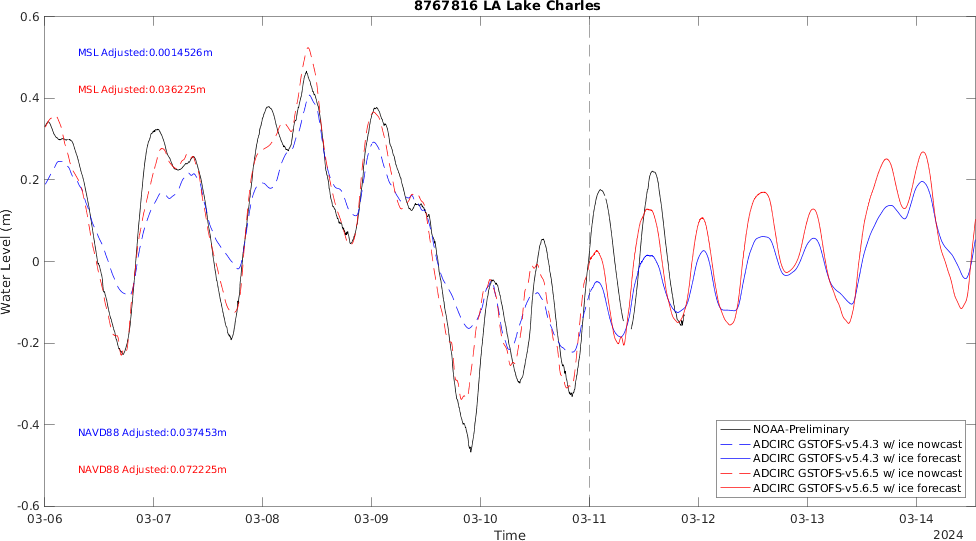 8767816 LA Lake Charles
0.6
MSL Adjusted:0.0014526m
0.4
MSL Adjusted:0.036225m
0.2
Water Level (m)
0
-0.2
-0.4
NAVD88 Adjusted:0.037453m
NAVD88 Adjusted:0.072225m
-0.6
NOAA-Preliminary
ADCIRC GSTOFS-v5.4.3 w/ ice nowcast
ADCIRC GSTOFS-v5.4.3 w/ ice forecast
ADCIRC GSTOFS-v5.6.5 w/ ice nowcast
ADCIRC GSTOFS-v5.6.5 w/ ice forecast
03-06 03-07 03-08 03-09 03-10 03-11 03-12 03-13 03-14
Time
2024